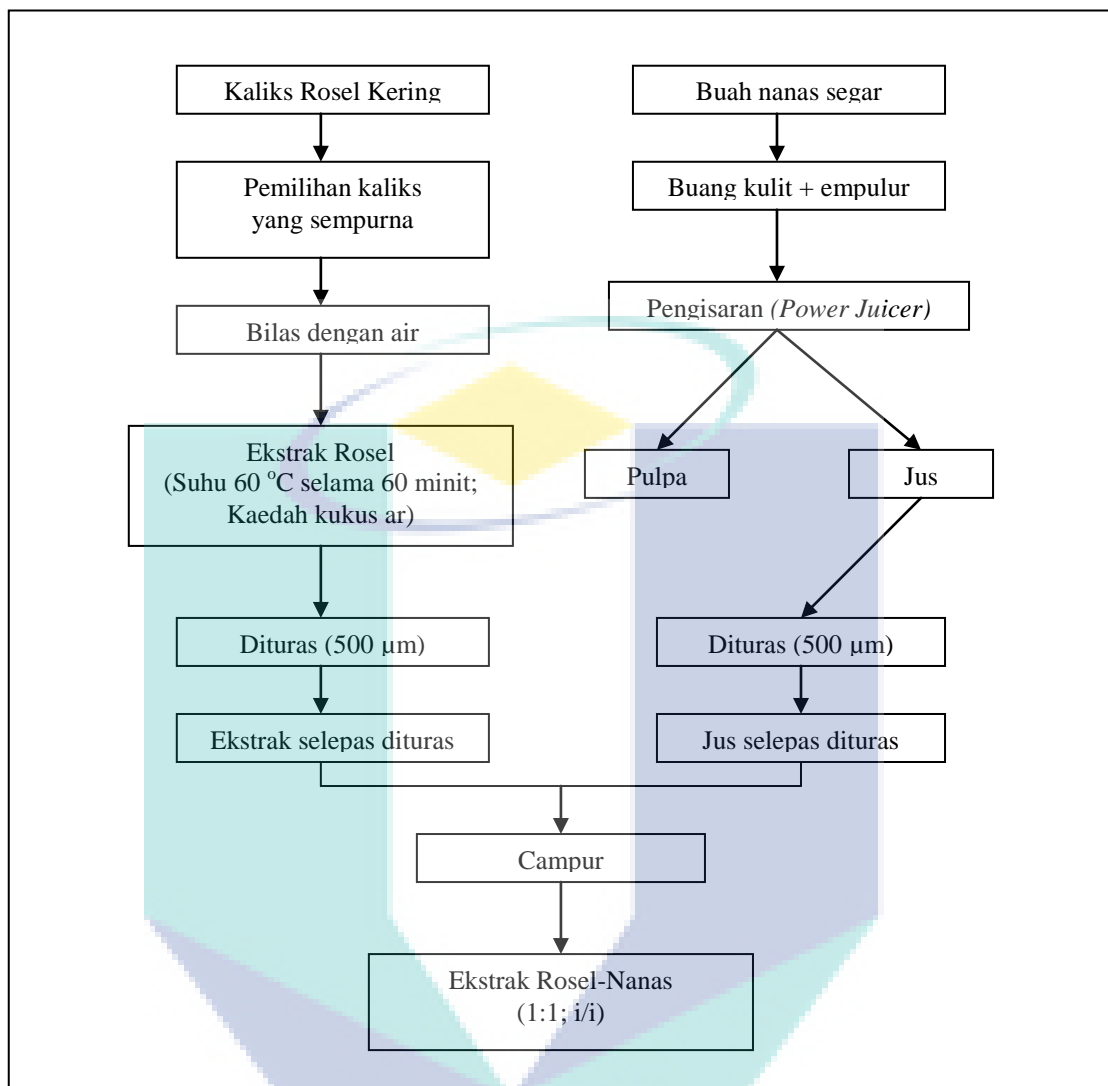 Kaliks Rosel Kering
Pemilihan kaliks
yang sempurna
Bilas dengan air
Ekstrak Rosel
(Suhu 60 °C selama 60 minit;
Kaedah kukus ar)
Dituras (500 µm)
Ekstrak selepas dituras
Buah nanas segar
Buang kulit + empulur
Pengisaran (Power Juicer)
Pulpa
Jus
Dituras (500 µm)
Jus selepas dituras
Campur
Ekstrak Rosel-Nanas
(1:1; i/i)